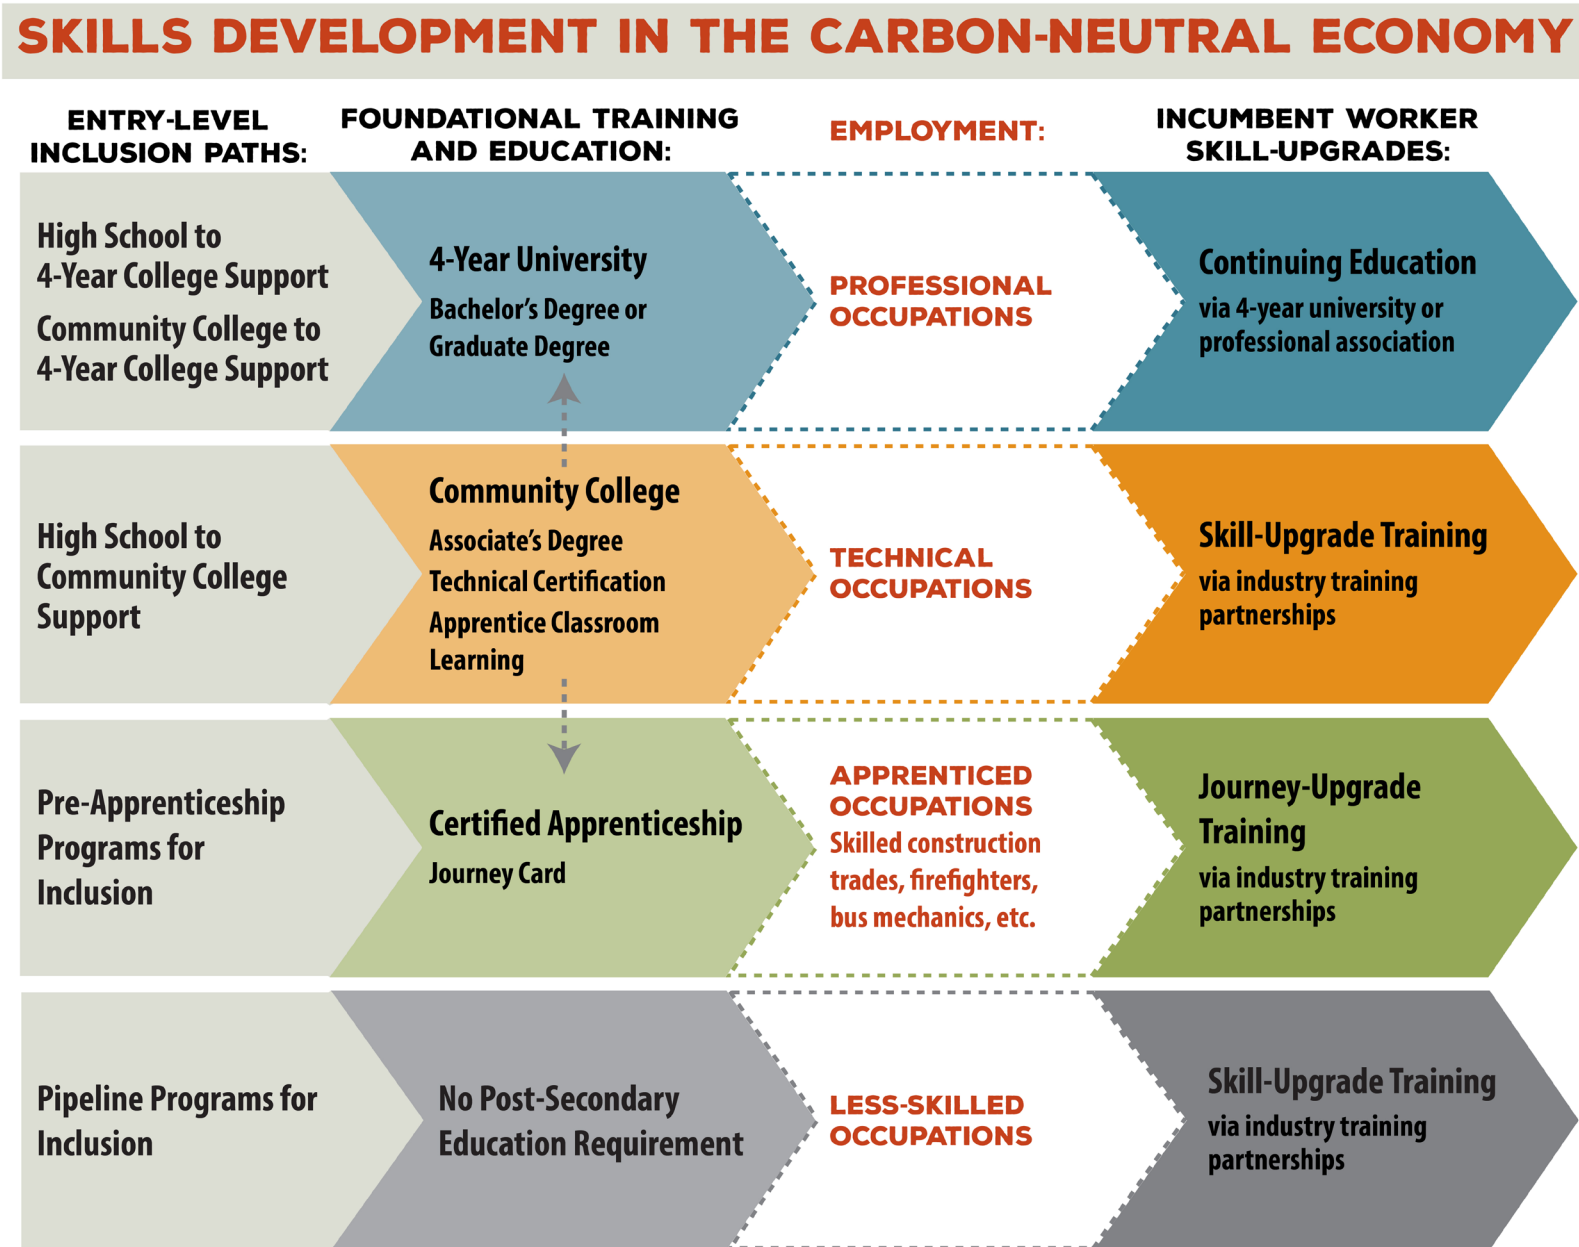 SKILLS DEVELOPMENT IN THE CARBON-NEUTRAL ECONOMY
ENTRY-LEVEL
INCLUSION PATHS:
FOUNDATIONAL TRAINING
AND EDUCATION:
EMPLOYMENT:
INCUMBENT WORKER
SKILL-UPGRADES:
High School to
4-Year College Support
Community College to
4-Year College Support
4-Year University
Bachelor's Degree or
Graduate Degree
PROFESSIONAL
OCCUPATIONS
Continuing Education
via 4-year university or
professional association
High School to
Community College
Support
Community College
Associate's Degree
Technical Certification
Apprentice Classroom
Learning
TECHNICAL
OCCUPATIONS
Skill-Upgrade Training
via industry training
partnerships
Pre-Apprenticeship
Programs for
Inclusion
Certified Apprenticeship
Journey Card
APPRENTICED
OCCUPATIONS
Skilled construction
trades, firefighters,
bus mechanics, etc.
Journey-Upgrade
Training
via industry training
partnerships
Pipeline Programs for
Inclusion
No Post-Secondary
Education Requirement
LESS-SKILLED
OCCUPATIONS
Skill-Upgrade Training
via industry training
partnerships